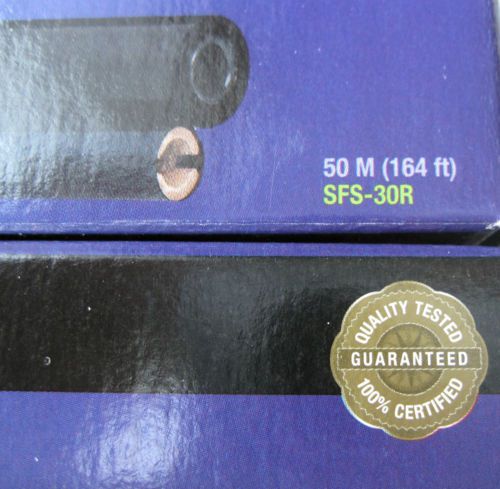 50 M (164 ft)
SFS-30R
QUALITY TESTED
GUARANTEED
100% CERTIFIED